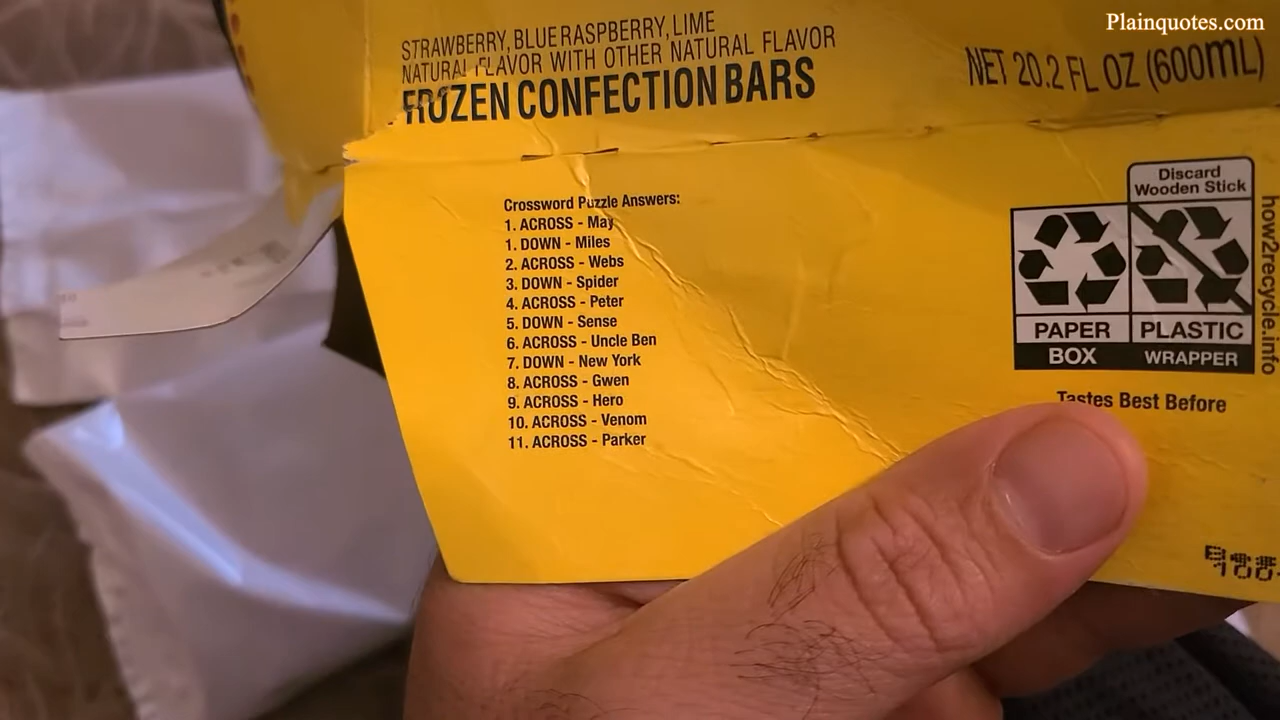 Plainquotes.com
STRAWBERRY, BLUE RASPBERRY, LIME
NATURAL FLAVOR WITH OTHER NATURAL FLAVOR
FROZEN CONFECTION BARS
NET 20.2 FL OZ (600mL)
Crossword Puzzle Answers:
1. ACROSS - May
1. DOWN - Miles
2. ACROSS - Webs
3. DOWN - Spider
4. ACROSS - Peter
5. DOWN - Sense
6. ACROSS - Uncle Ben
7. DOWN - New York
8. ACROSS - Gwen
9. ACROSS - Hero
10. ACROSS - Venom
11. ACROSS - Parker
Discard
Wooden Stick
PAPER
BOX
PLASTIC
WRAPPER
how2recycle.info
Tastes Best Before